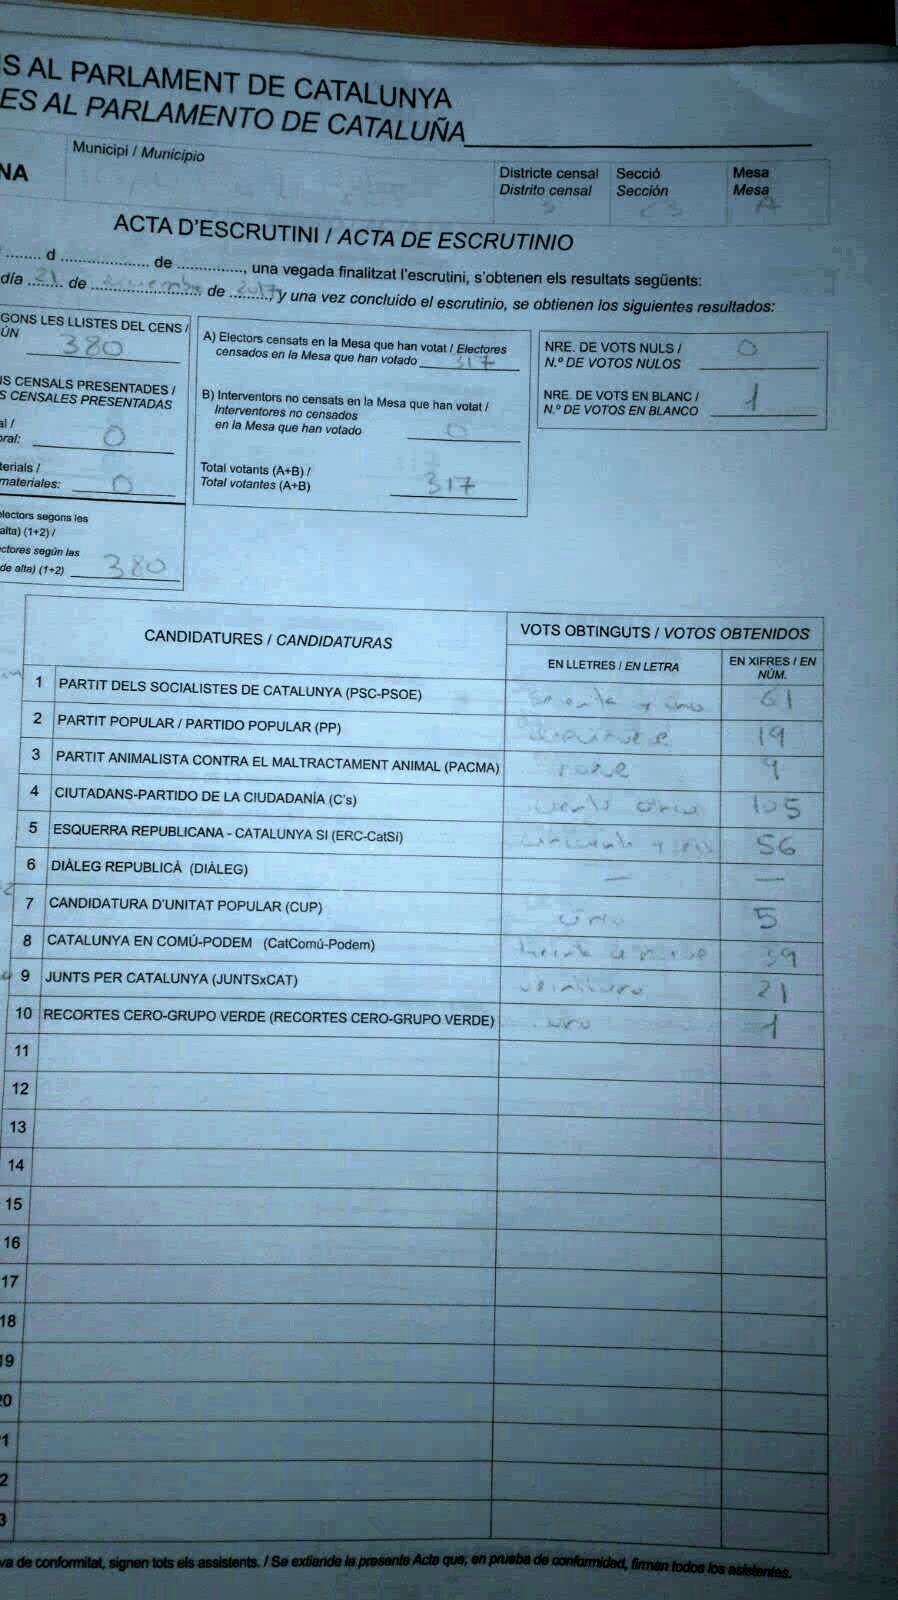 S AL PARLAMENT DE CATALUNYA
ES AL PARLAMENTO DE CATALUÑA
NA
Municipi / Municipio
Districte censal
Distrito censal
3
Secció
Sección
Mesa
Mesa
A
ACTA D'ESCRUTINI / ACTA DE ESCRUTINIO
........ d ...................... de ................, una vegada finalitzat l'escrutini, s'obtenen els resultats següents:
día 21 de ............................ de 2017, y una vez concluido el escrutinio, se obtienen los siguientes resultados:
GONS LES LLISTES DEL CENS /
ÚN
380
IS CENSALS PRESENTADES /
S CENSALES PRESENTADAS
al /
oral: 0
terials /
materiales: 0
electors segons les
alta) (1+2) /
ctores según las
de alta) (1+2) 380
A) Electors censats en la Mesa que han votat / Electores
censados en la Mesa que han votado 317
B) Interventors no censats en la Mesa que han votat /
Interventores no censados
en la Mesa que han votado 0
Total votants (A+B) /
Total votantes (A+B) 317
NRE. DE VOTS NULS / 0
N.º DE VOTOS NULOS
NRE. DE VOTS EN BLANC / 1
N.º DE VOTOS EN BLANCO
CANDIDATURES / CANDIDATURAS
VOTS OBTINGUTS / VOTOS OBTENIDOS
EN LLETRES / EN LETRA
EN XIFRES / EN
NÚM.
1 PARTIT DELS SOCIALISTES DE CATALUNYA (PSC-PSOE) sesenta y uno 61
2 PARTIT POPULAR / PARTIDO POPULAR (PP) 19
3 PARTIT ANIMALISTA CONTRA EL MALTRACTAMENT ANIMAL (PACMA) nueve 9
4 CIUTADANS-PARTIDO DE LA CIUDADANÍA (C's) ciento cinco 105
5 ESQUERRA REPUBLICANA - CATALUNYA SI (ERC-CatSí) cincuenta y seis 56
6 DIÀLEG REPUBLICÀ (DIÀLEG) — —
7 CANDIDATURA D'UNITAT POPULAR (CUP) 5
8 CATALUNYA EN COMÚ-PODEM (CatComú-Podem) 39
9 JUNTS PER CATALUNYA (JUNTSxCAT) veintiuno 21
10 RECORTES CERO-GRUPO VERDE (RECORTES CERO-GRUPO VERDE) uno 1
11
12
13
14
15
16
17
18
19
20
1
2
3
va de conformitat, signen tots els assistents. / Se extiende la presente Acta que, en prueba de conformidad, firman todos los asistentes.